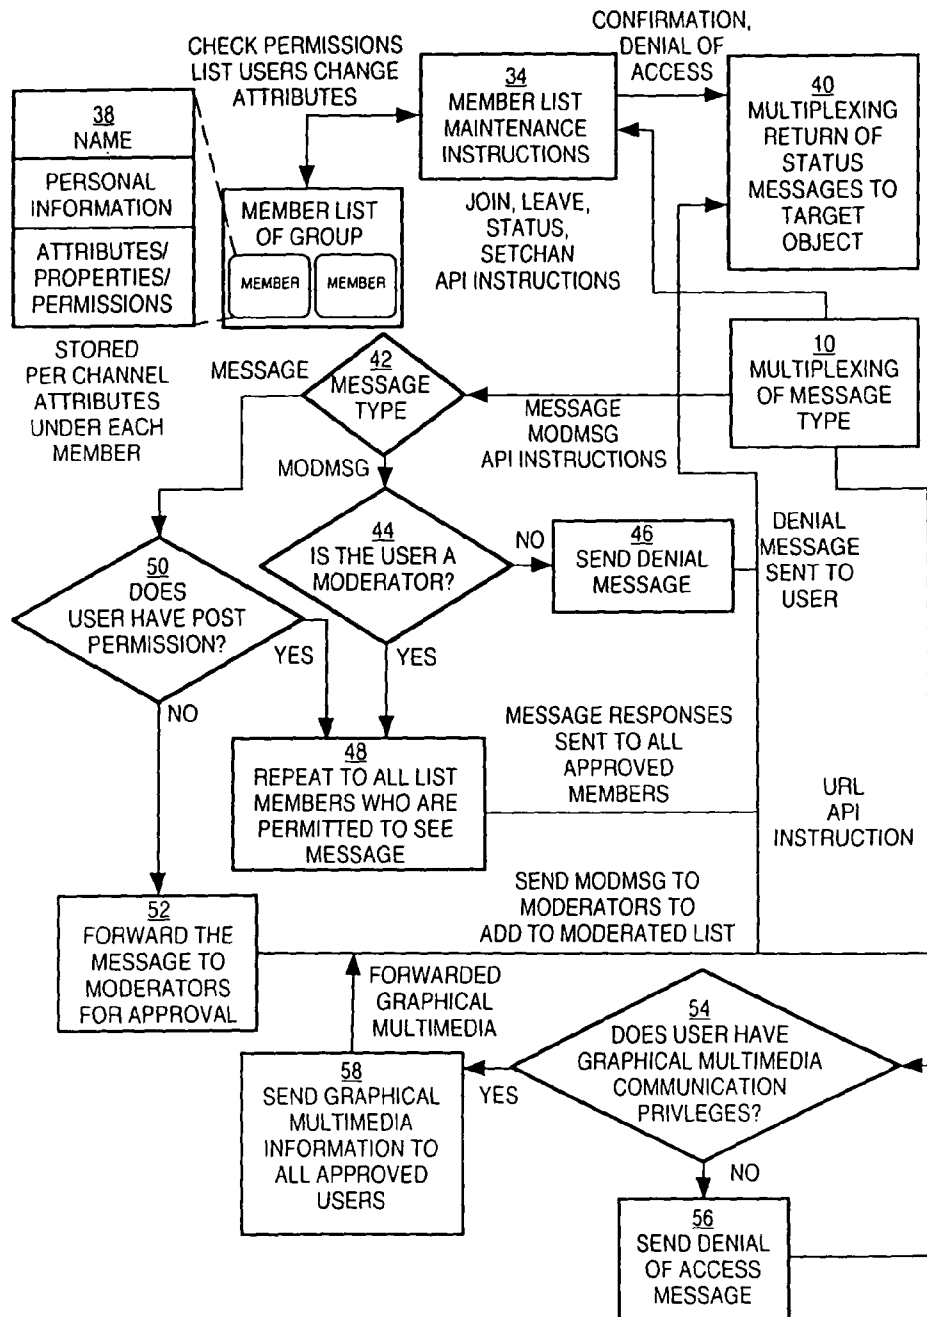 CONFIRMATION,
DENIAL OF
ACCESS
CHECK PERMISSIONS
LIST USERS CHANGE
ATTRIBUTES
34
MEMBER LIST
MAINTENANCE
INSTRUCTIONS
40
MULTIPLEXING
RETURN OF
STATUS
MESSAGES TO
TARGET
OBJECT
38
NAME
PERSONAL
INFORMATION
ATTRIBUTES/
PROPERTIES/
PERMISSIONS
MEMBER LIST
OF GROUP
MEMBER
MEMBER
JOIN, LEAVE,
STATUS,
SETCHAN
API INSTRUCTIONS
STORED
PER CHANNEL
ATTRIBUTES
UNDER EACH
MEMBER
MESSAGE
42
MESSAGE
TYPE
10
MULTIPLEXING
OF MESSAGE
TYPE
MESSAGE
MODMSG
API INSTRUCTIONS
MODMSG
44
IS THE USER A
MODERATOR?
NO
46
SEND DENIAL
MESSAGE
DENIAL
MESSAGE
SENT TO
USER
50
DOES
USER HAVE POST
PERMISSION?
YES
YES
NO
48
REPEAT TO ALL LIST
MEMBERS WHO ARE
PERMITTED TO SEE
MESSAGE
MESSAGE RESPONSES
SENT TO ALL
APPROVED
MEMBERS
URL
API
INSTRUCTION
52
FORWARD THE
MESSAGE TO
MODERATORS
FOR APPROVAL
SEND MODMSG TO
MODERATORS TO
ADD TO MODERATED LIST
FORWARDED
GRAPHICAL
MULTIMEDIA
54
DOES USER HAVE
GRAPHICAL MULTIMEDIA
COMMUNICATION
PRIVLEGES?
YES
58
SEND GRAPHICAL
MULTIMEDIA
INFORMATION TO
ALL APPROVED
USERS
NO
56
SEND DENIAL
OF ACCESS
MESSAGE